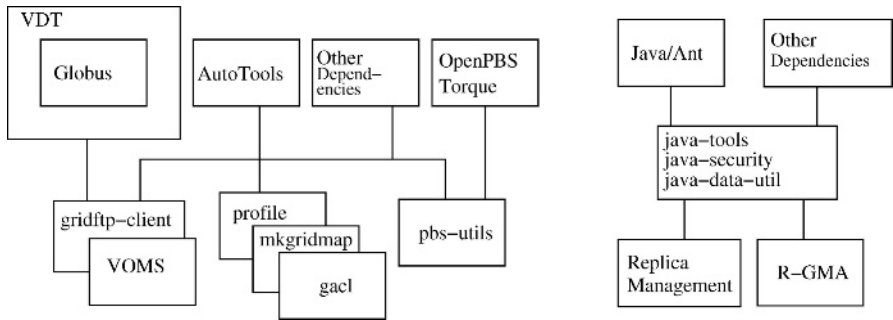 VDT
Globus
AutoTools
Other
Depend–
encies
OpenPBS
Torque
gridftp–client
VOMS
profile
mkgridmap
gacl
pbs–utils
Java/Ant
Other
Dependencies
java–tools
java–security
java–data–util
Replica
Management
R–GMA